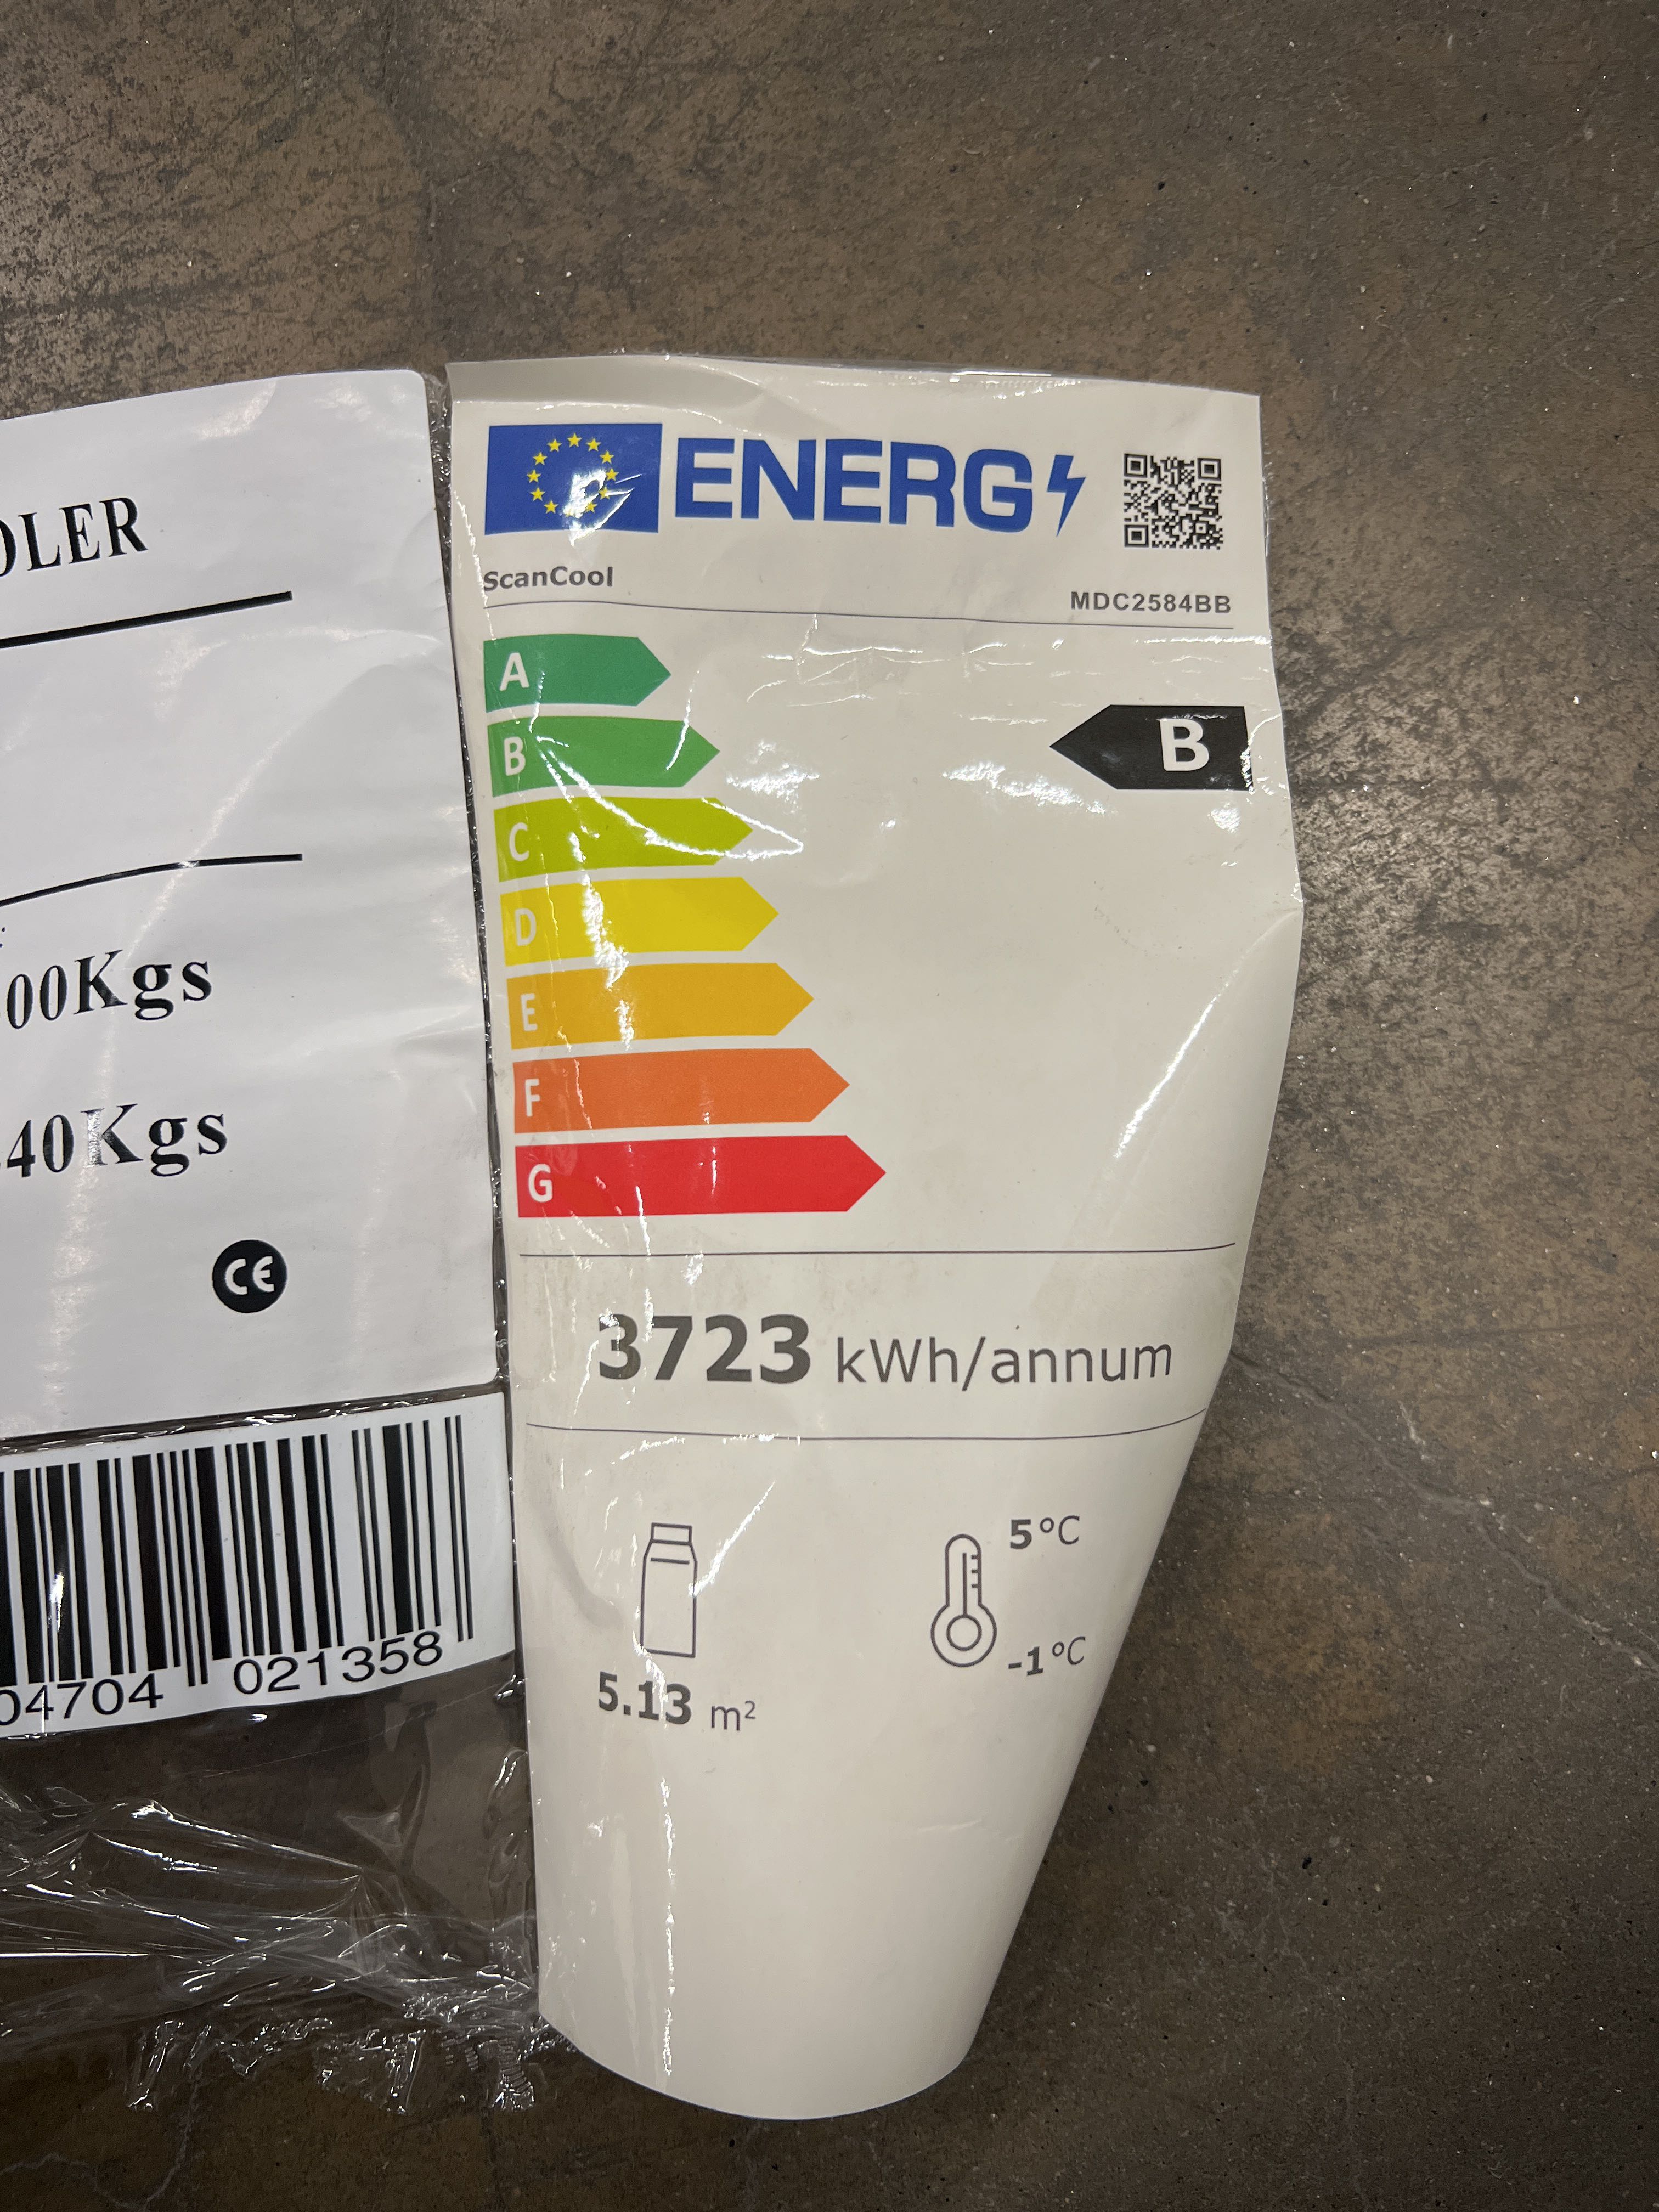 OLER
00Kgs
40Kgs
CE
04704 021358
ENERG
ScanCool
MDC2584BB
A
B
B
C
D
E
F
G
3723 kWh/annum
5°C
-1°C
5.13 m²